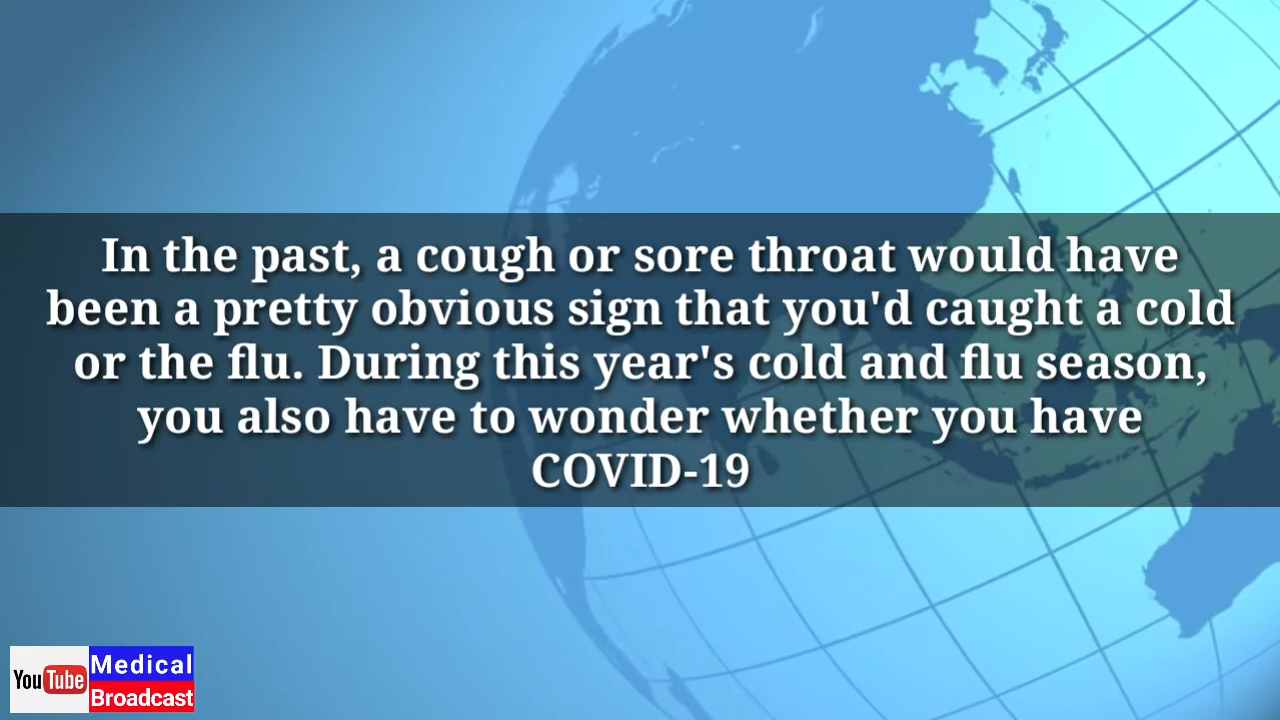 In the past, a cough or sore throat would have
been a pretty obvious sign that you'd caught a cold
or the flu. During this year's cold and flu season,
you also have to wonder whether you have
COVID-19
YouTube
Medical
Broadcast